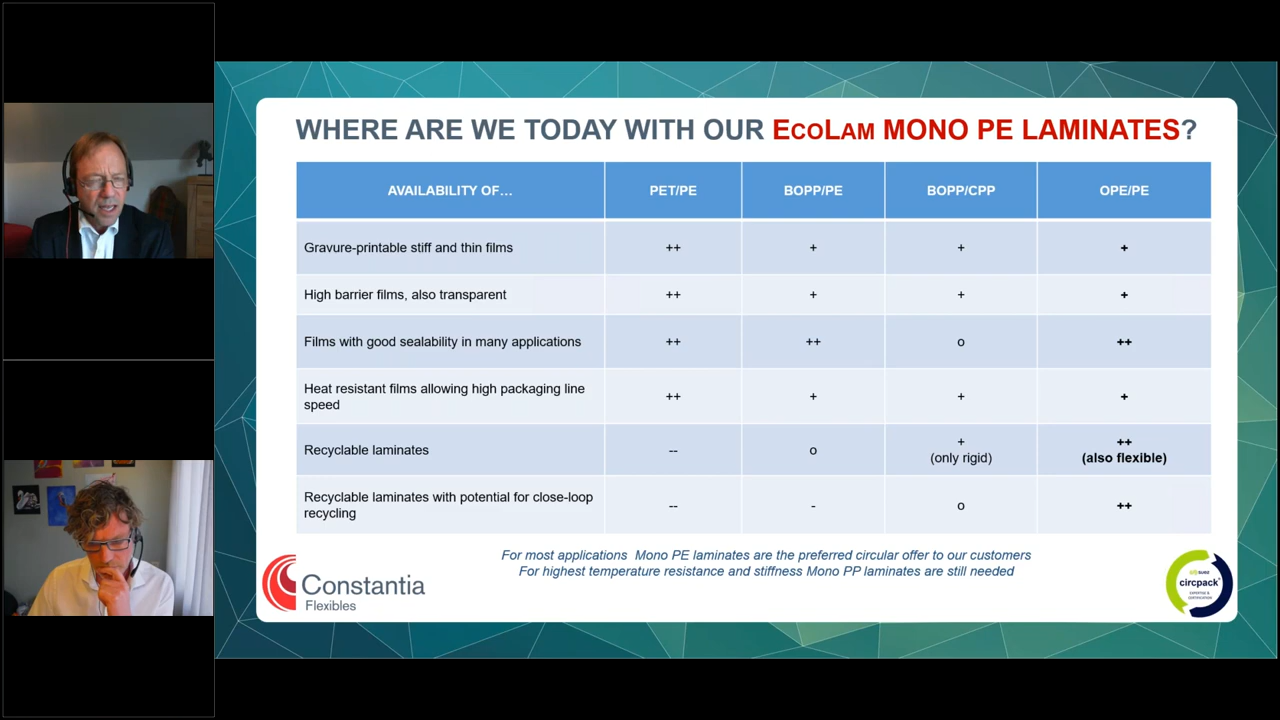 WHERE ARE WE TODAY WITH OUR ECOLAM MONO PE LAMINATES?
AVAILABILITY OF… PET/PE BOPP/PE BOPP/CPP OPE/PE
Gravure-printable stiff and thin films ++ + + +
High barrier films, also transparent ++ + + +
Films with good sealability in many applications ++ ++ o ++
Heat resistant films allowing high packaging line
speed ++ + + +
Recyclable laminates -- o + ++
(only rigid) (also flexible)
Recyclable laminates with potential for close-loop
recycling -- - o ++
For most applications Mono PE laminates are the preferred circular offer to our customers
For highest temperature resistance and stiffness Mono PP laminates are still needed
Constantia
Flexibles
suez
circpack®
EXPERTISE &
CERTIFICATION